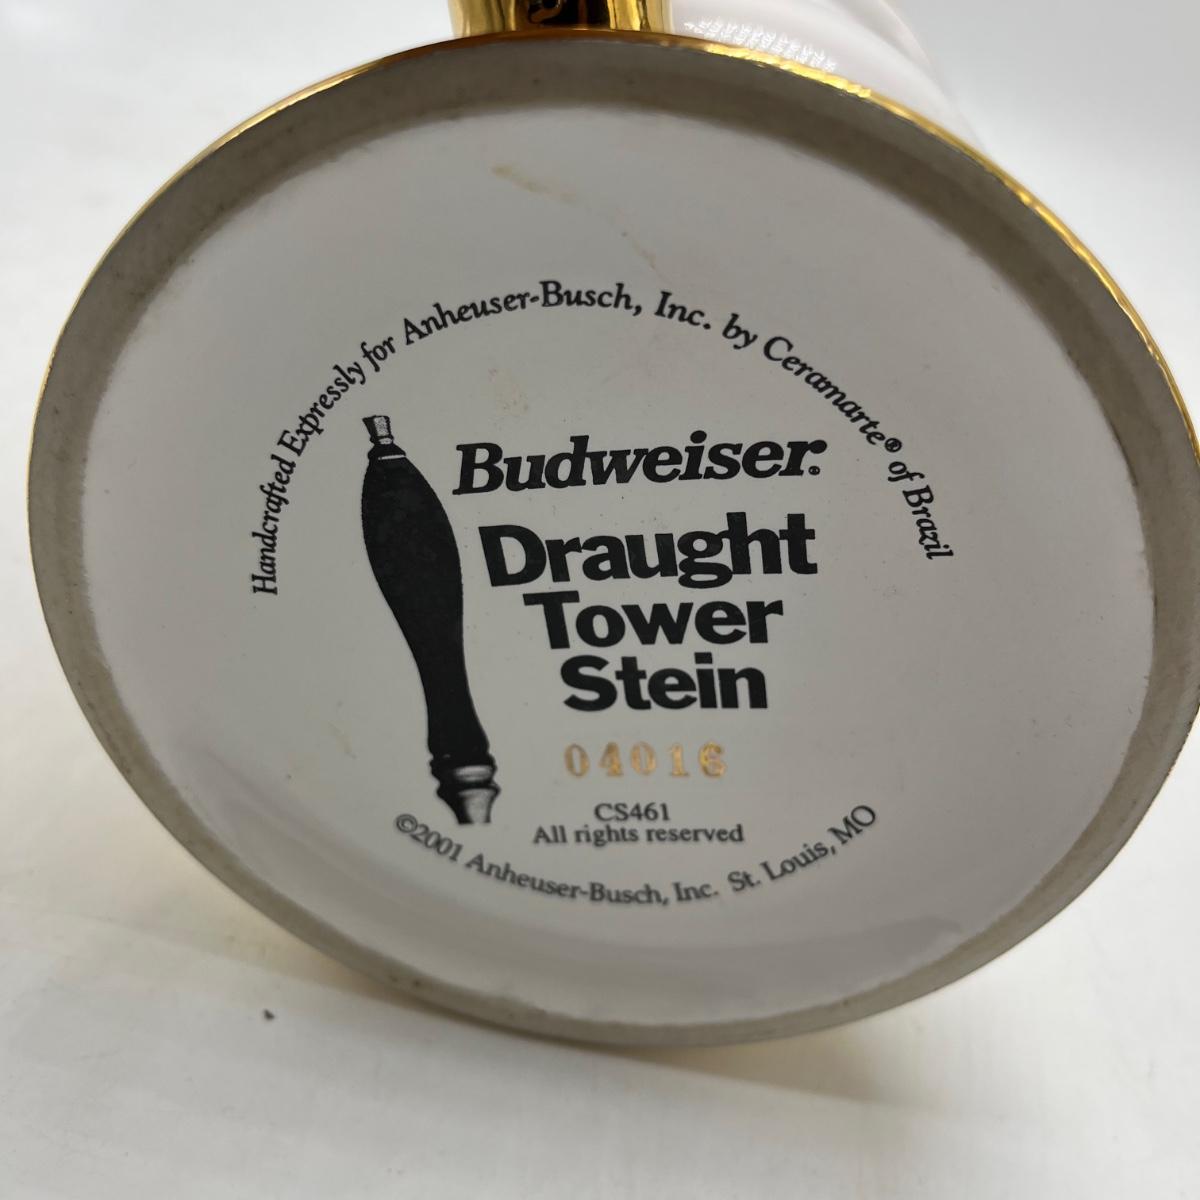 Handcrafted Expressly for Anheuser-Busch, Inc. by Ceramarte® of Brazil
Budweiser®
Draught
Tower
Stein
04016
CS461
All rights reserved
©2001 Anheuser-Busch, Inc. St. Louis, MO